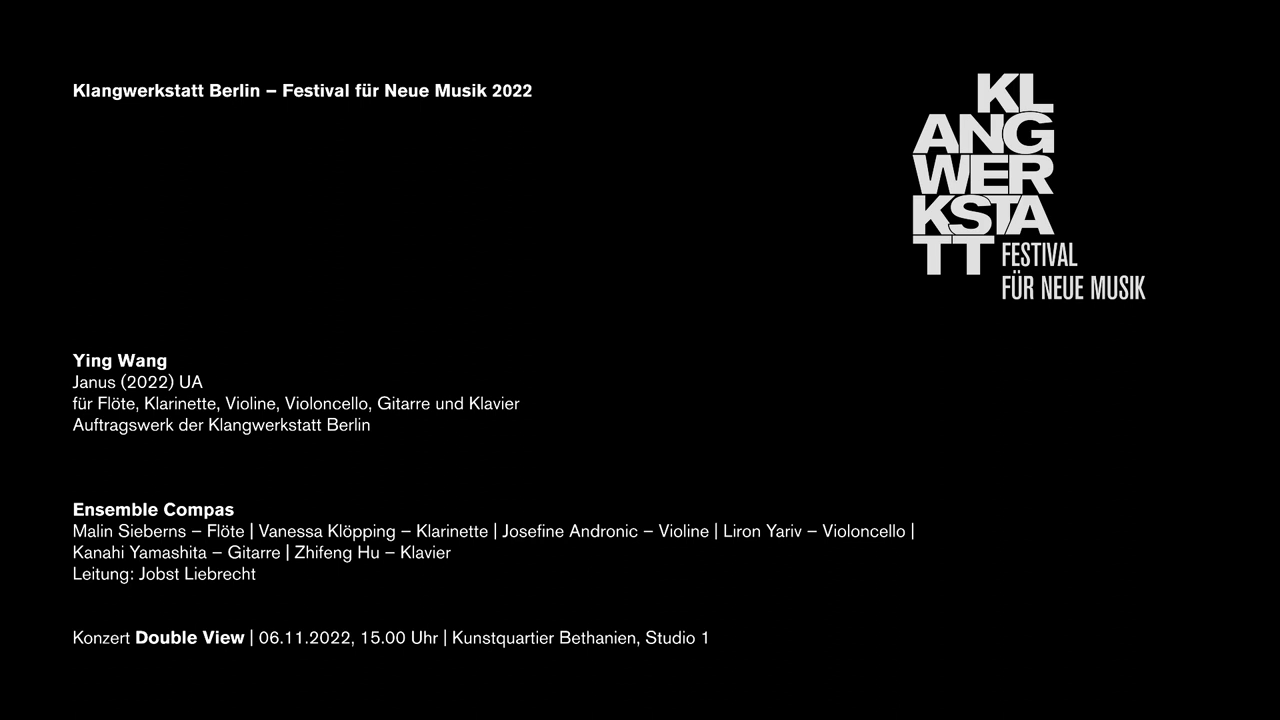 Klangwerkstatt Berlin – Festival für Neue Musik 2022
KL
ANG
WER
KSTA
TT
FESTIVAL
FÜR NEUE MUSIK
Ying Wang
Janus (2022) UA
für Flöte, Klarinette, Violine, Violoncello, Gitarre und Klavier
Auftragswerk der Klangwerkstatt Berlin
Ensemble Compas
Malin Sieberns – Flöte | Vanessa Klöpping – Klarinette | Josefine Andronic – Violine | Liron Yariv – Violoncello |
Kanahi Yamashita – Gitarre | Zhifeng Hu – Klavier
Leitung: Jobst Liebrecht
Konzert Double View | 06.11.2022, 15.00 Uhr | Kunstquartier Bethanien, Studio 1